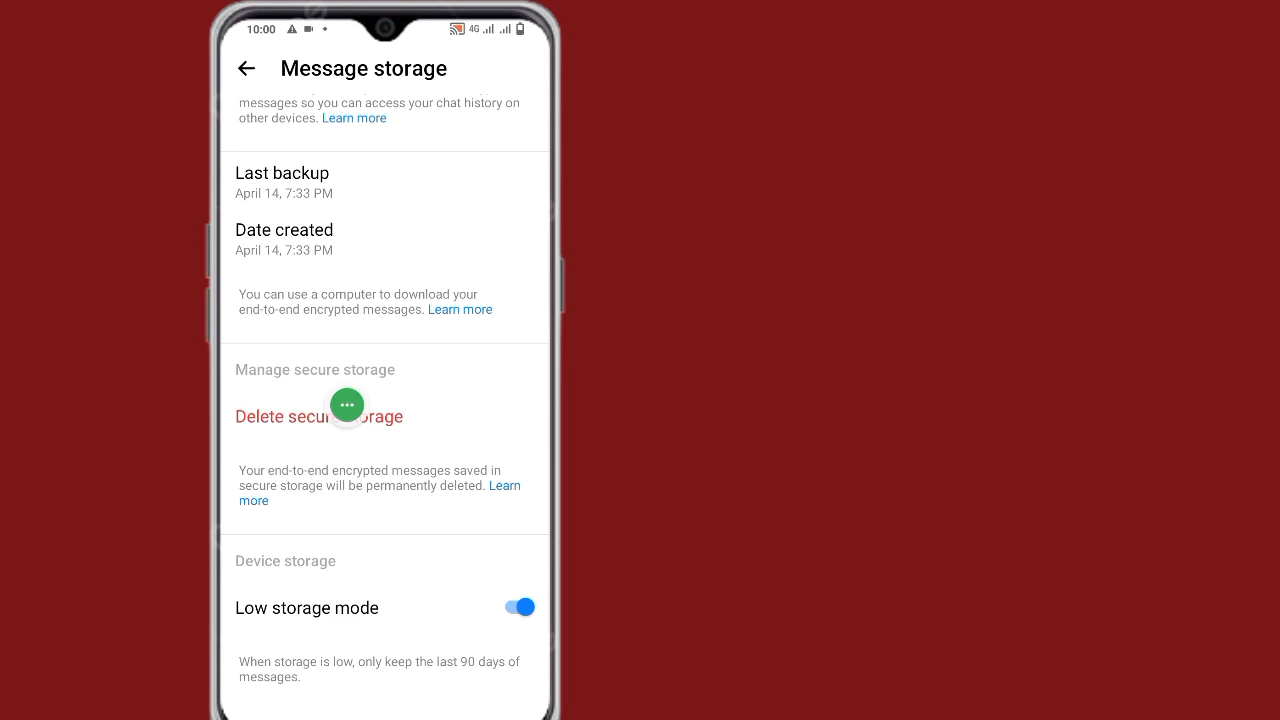 10:00 4G
Message storage
messages so you can access your chat history on
other devices. Learn more
Last backup
April 14, 7:33 PM
Date created
April 14, 7:33 PM
You can use a computer to download your
end-to-end encrypted messages. Learn more
Manage secure storage
Delete secure storage
Your end-to-end encrypted messages saved in
secure storage will be permanently deleted. Learn
more
Device storage
Low storage mode
When storage is low, only keep the last 90 days of
messages.